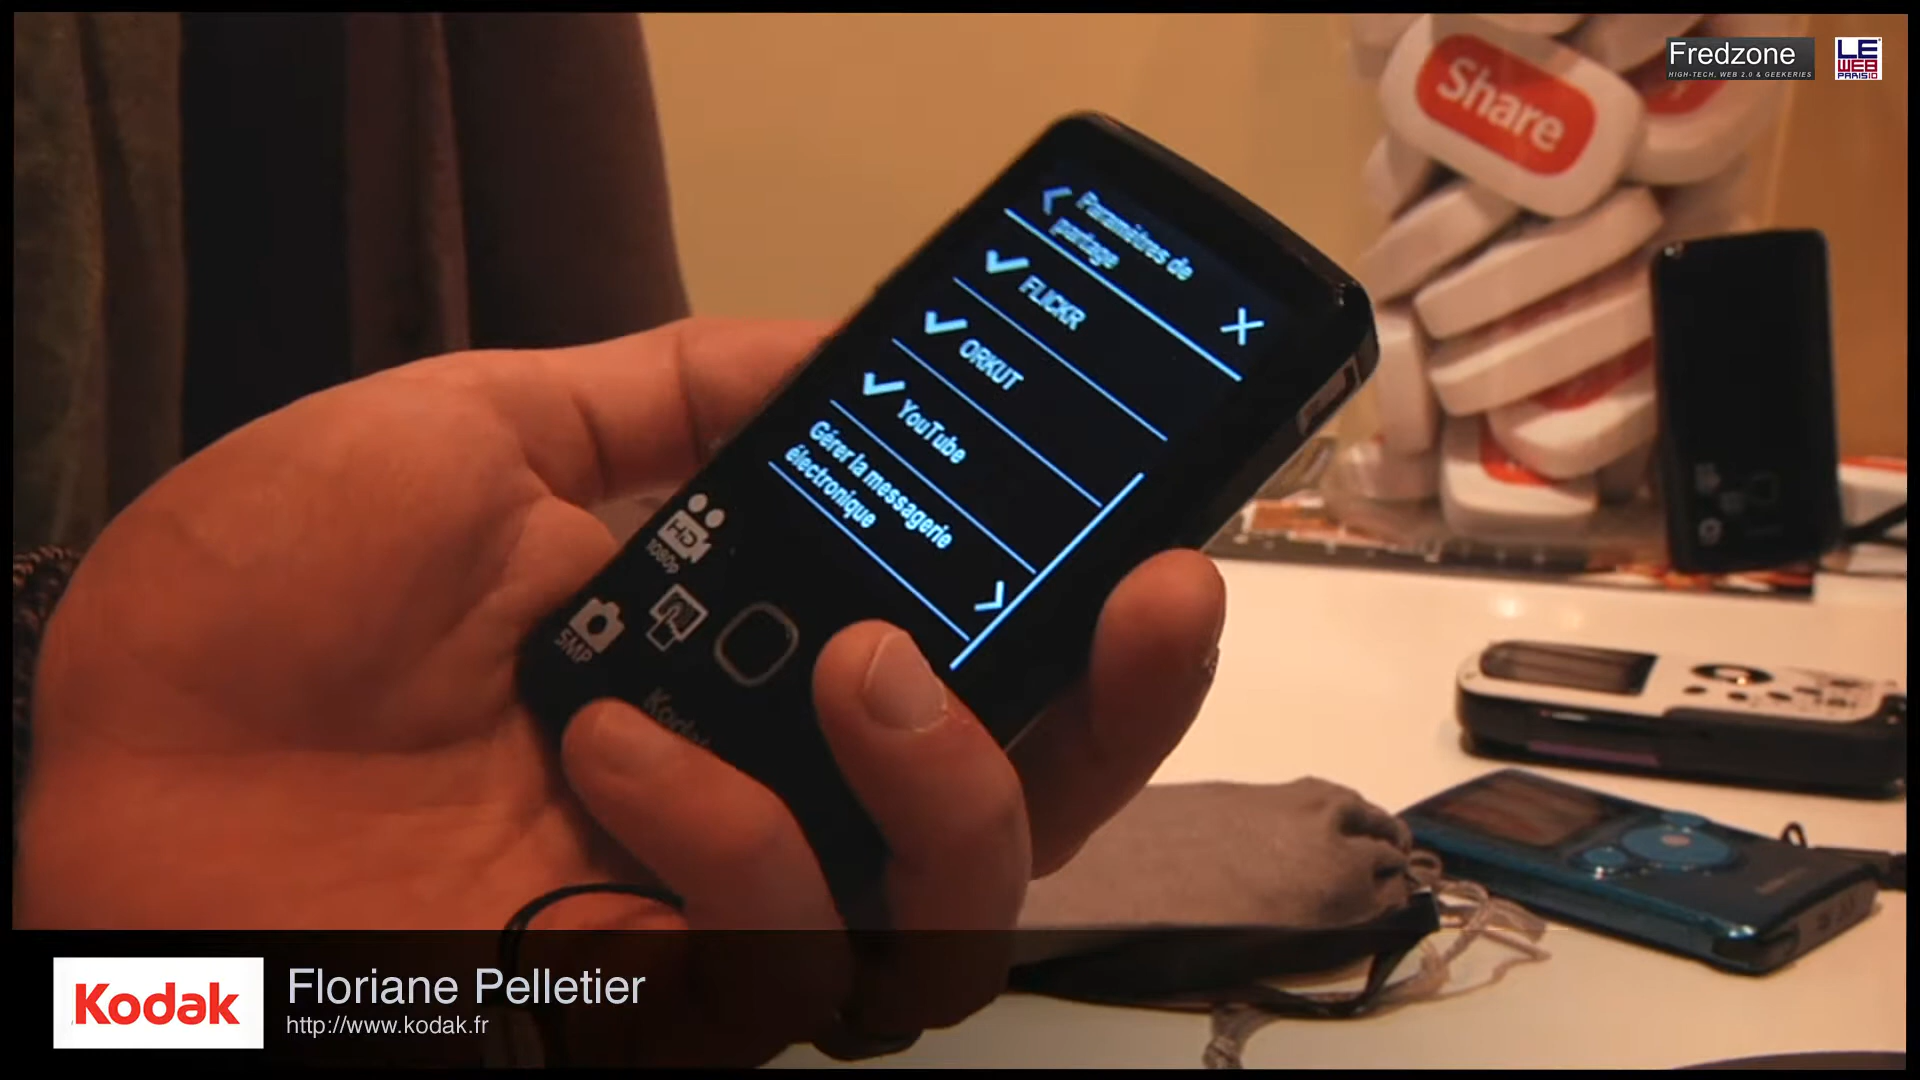 Fredzone
HIGH-TECH, WEB 2.0 & GEEKERIES
LE
WEB
PARIS10
Share
Paramètres de
partage
FLICKR
ORKUT
YouTube
Gérer la messagerie
électronique
HD
1080p
5MP
Kodak
Kodak
Floriane Pelletier
http://www.kodak.fr